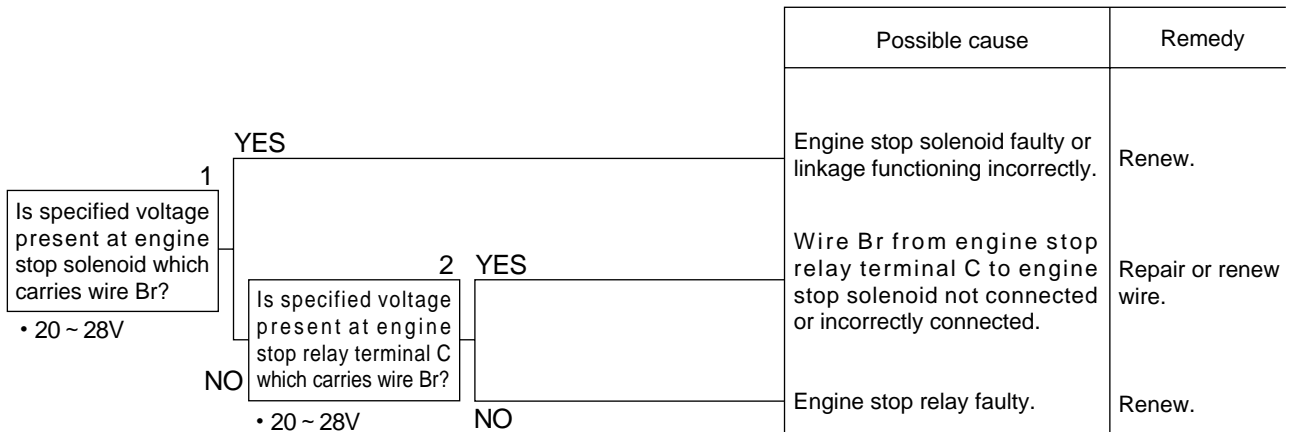 Possible cause
Remedy
YES
Engine stop solenoid faulty or
linkage functioning incorrectly.
Renew.
1
Is specified voltage
present at engine
stop solenoid which
carries wire Br?
• 20 ~ 28V
NO
2
YES
Wire Br from engine stop
relay terminal C to engine
stop solenoid not connected
or incorrectly connected.
Repair or renew
wire.
Is specified voltage
present at engine
stop relay terminal C
which carries wire Br?
• 20 ~ 28V
NO
Engine stop relay faulty.
Renew.